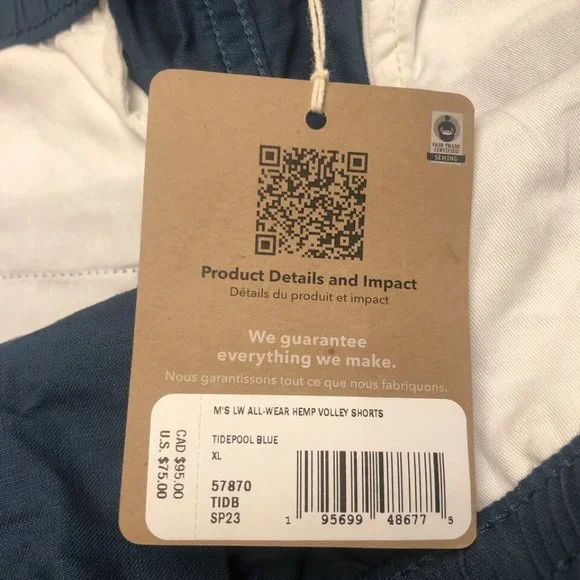 FAIR TRADE
CERTIFIED
SEWING
Product Details and Impact
Détails du produit et impact
We guarantee
everything we make.
Nous garantissons tout ce que nous fabriquons.
M'S LW ALL-WEAR HEMP VOLLEY SHORTS
TIDEPOOL BLUE
XL
57870
TIDB
SP23
CAD $95.00
U.S. $75.00
1 95699 48677 5